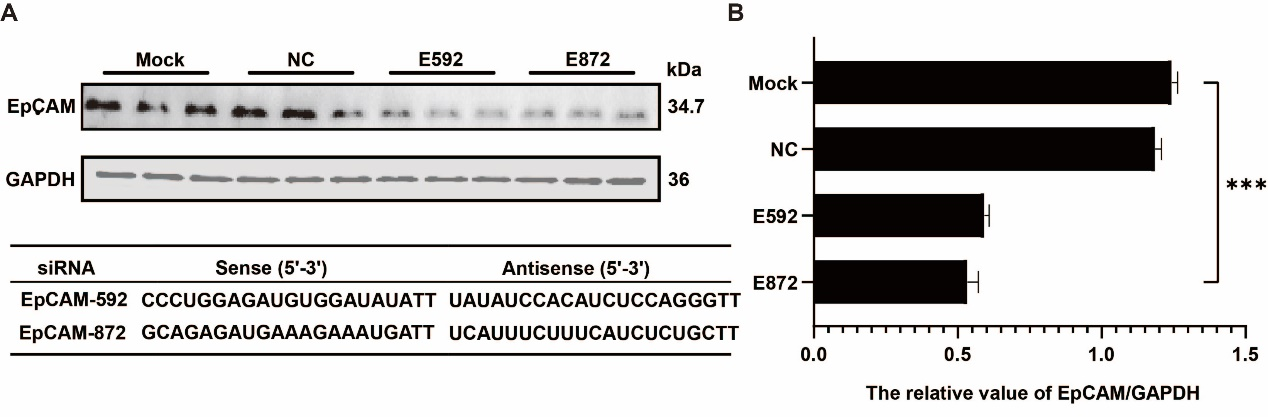 A
Mock NC E592 E872
kDa
EpCAM 34.7
GAPDH 36
siRNA Sense (5'-3') Antisense (5'-3')
EpCAM-592 CCCUGGAGAUGUGGAUAUATT UAUAUCCACAUCUCCAGGGTT
EpCAM-872 GCAGAGAUGAAAGAAAUGATT UCAUUUCUUUCAUCUCUGCTT
B
Mock
NC
E592
E872
***
0.0 0.5 1.0 1.5
The relative value of EpCAM/GAPDH